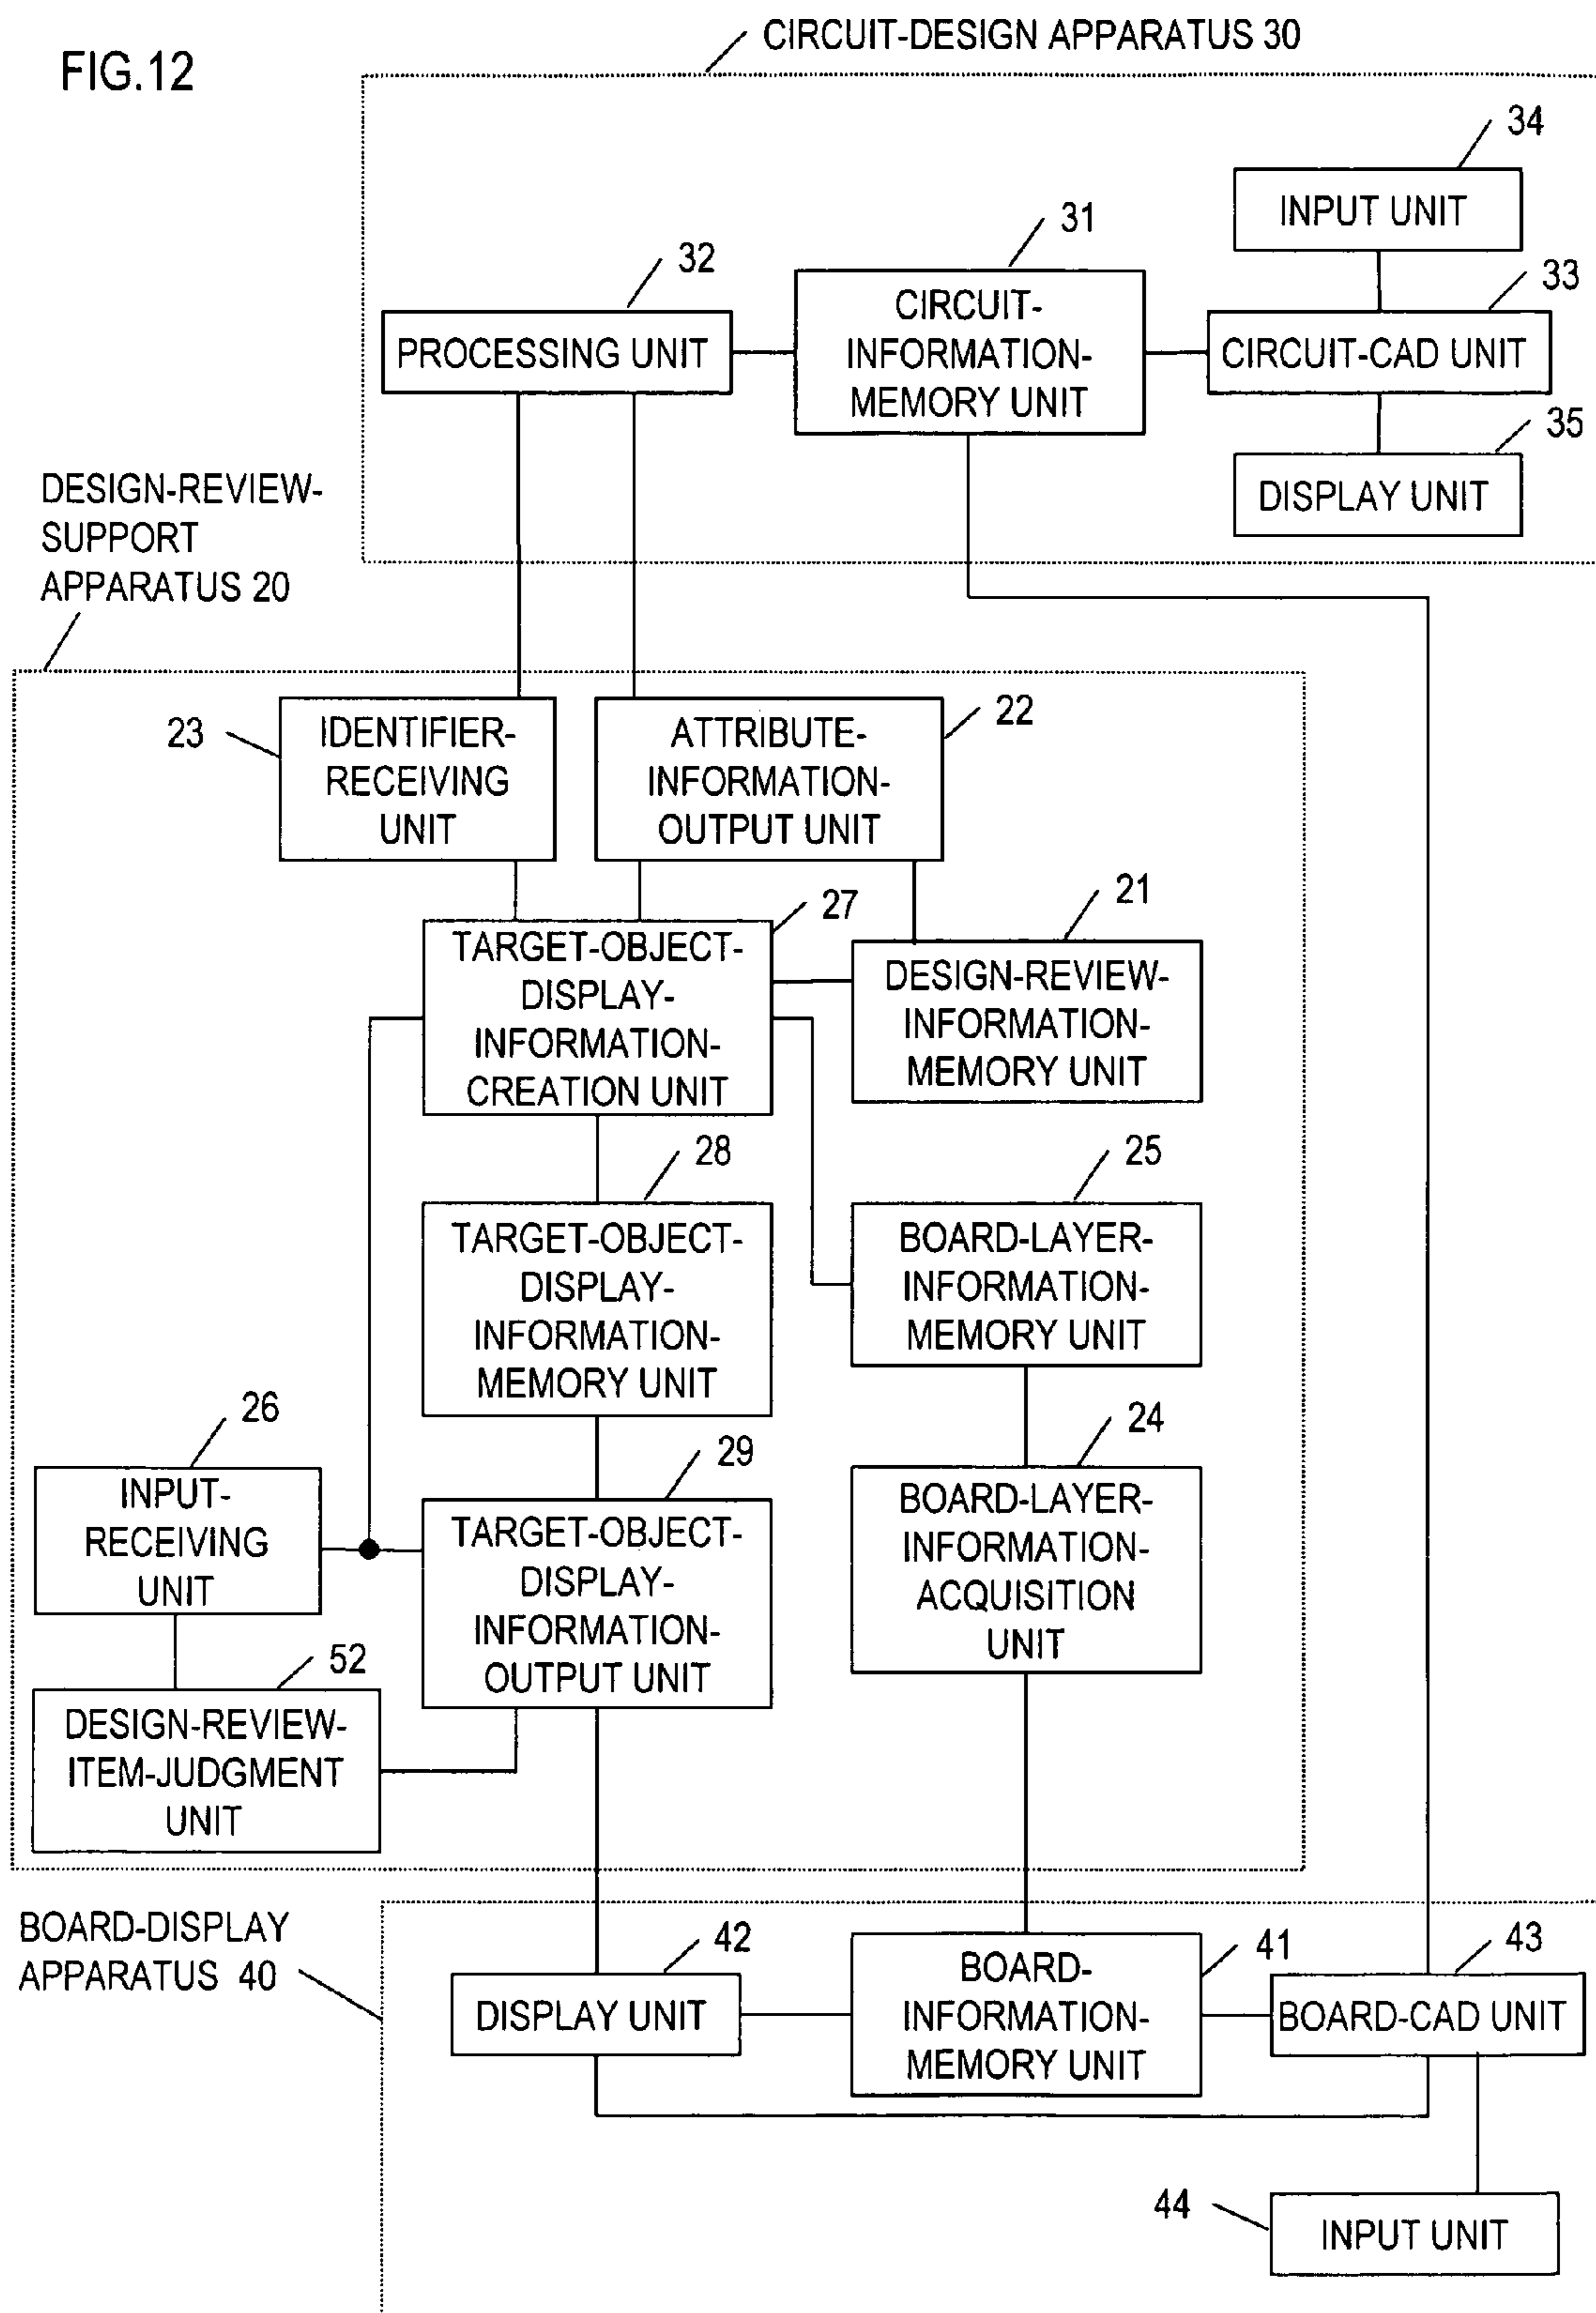 FIG.12
CIRCUIT-DESIGN APPARATUS 30
34
INPUT UNIT
31
32
33
CIRCUIT-
INFORMATION-
MEMORY UNIT
PROCESSING UNIT
CIRCUIT-CAD UNIT
35
DISPLAY UNIT
DESIGN-REVIEW-
SUPPORT
APPARATUS 20
23
IDENTIFIER-
RECEIVING
UNIT
ATTRIBUTE-
INFORMATION-
OUTPUT UNIT
22
27
21
TARGET-OBJECT-
DISPLAY-
INFORMATION-
CREATION UNIT
DESIGN-REVIEW-
INFORMATION-
MEMORY UNIT
28
25
TARGET-OBJECT-
DISPLAY-
INFORMATION-
MEMORY UNIT
BOARD-LAYER-
INFORMATION-
MEMORY UNIT
26
29
24
INPUT-
RECEIVING
UNIT
TARGET-OBJECT-
DISPLAY-
INFORMATION-
OUTPUT UNIT
BOARD-LAYER-
INFORMATION-
ACQUISITION
UNIT
52
DESIGN-REVIEW-
ITEM-JUDGMENT
UNIT
BOARD-DISPLAY
APPARATUS 40
42
41
43
DISPLAY UNIT
BOARD-
INFORMATION-
MEMORY UNIT
BOARD-CAD UNIT
44
INPUT UNIT